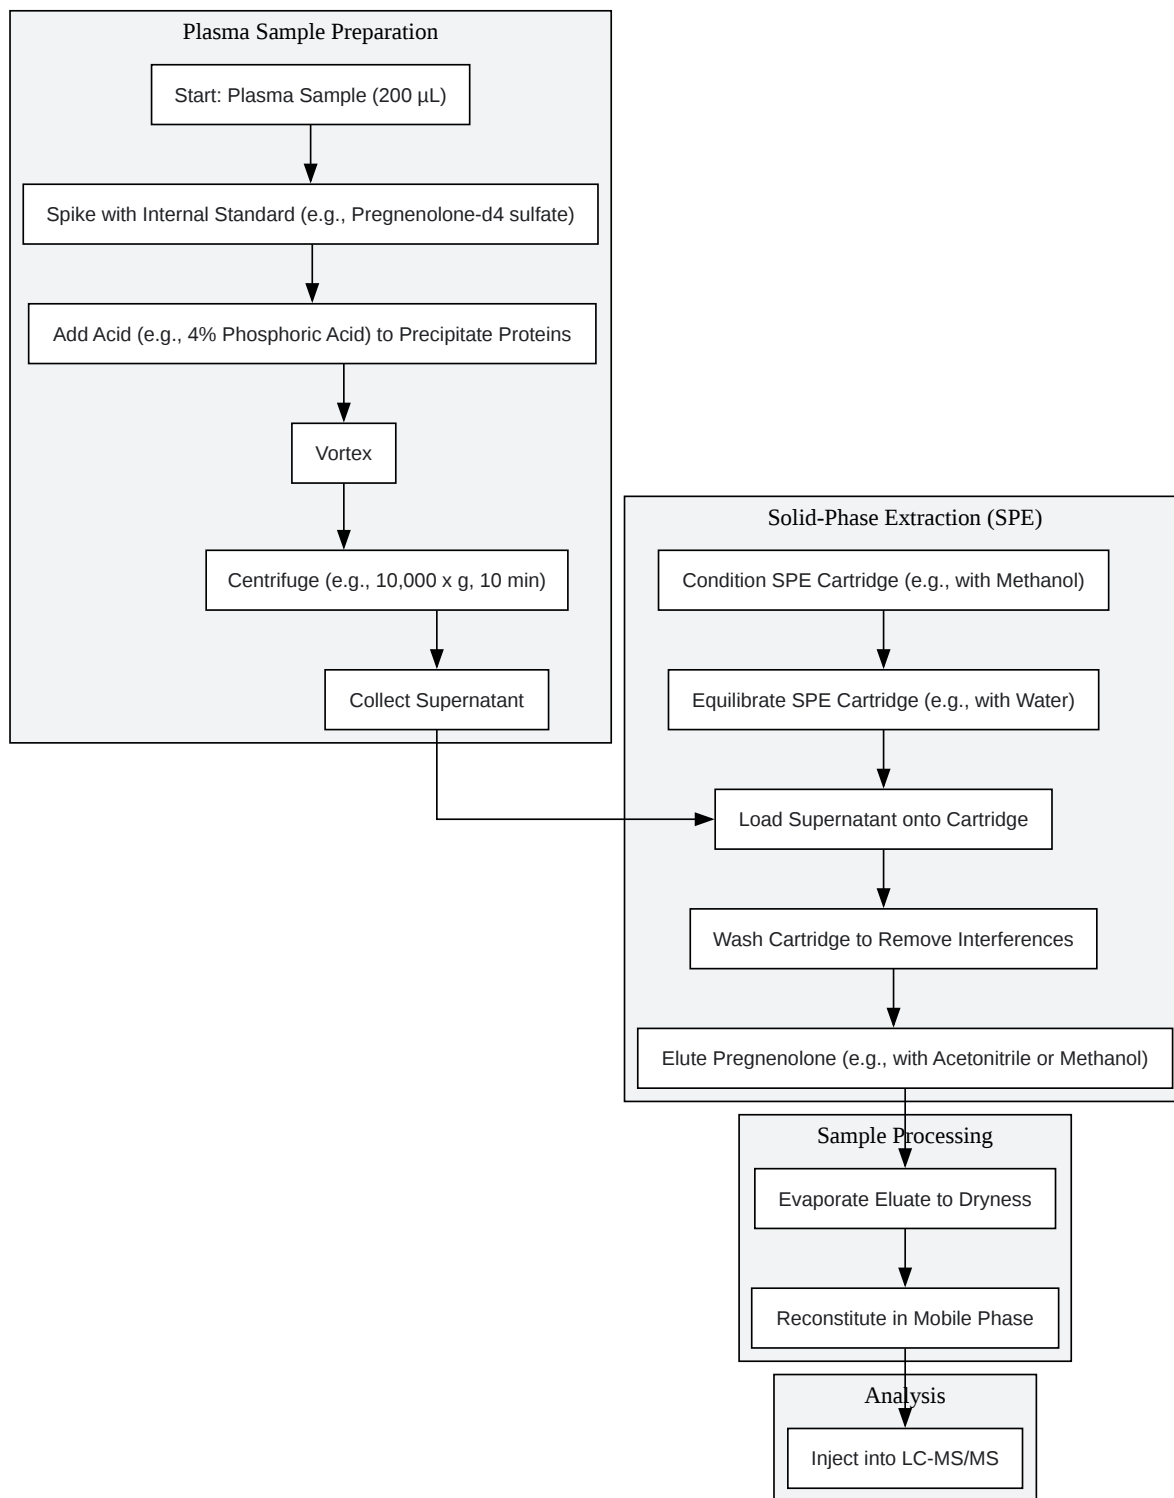 Plasma Sample Preparation
Start: Plasma Sample (200 µL)
Spike with Internal Standard (e.g., Pregnenolone-d4 sulfate)
Add Acid (e.g., 4% Phosphoric Acid) to Precipitate Proteins
Vortex
Centrifuge (e.g., 10,000 x g, 10 min)
Collect Supernatant
Solid-Phase Extraction (SPE)
Condition SPE Cartridge (e.g., with Methanol)
Equilibrate SPE Cartridge (e.g., with Water)
Load Supernatant onto Cartridge
Wash Cartridge to Remove Interferences
Elute Pregnenolone (e.g., with Acetonitrile or Methanol)
Sample Processing
Evaporate Eluate to Dryness
Reconstitute in Mobile Phase
Analysis
Inject into LC-MS/MS